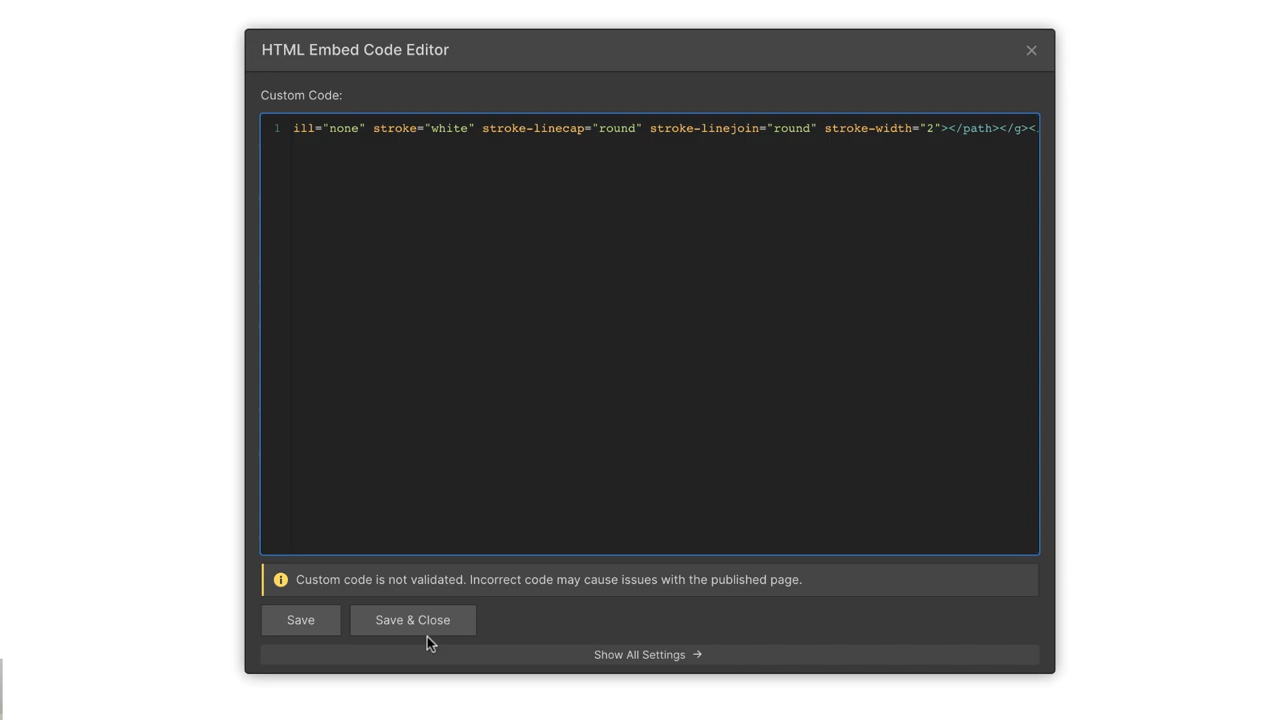 HTML Embed Code Editor
Custom Code:
1 ill="none" stroke="white" stroke-linecap="round" stroke-linejoin="round" stroke-width="2"></path></g><
Custom code is not validated. Incorrect code may cause issues with the published page.
Save Save & Close
Show All Settings →